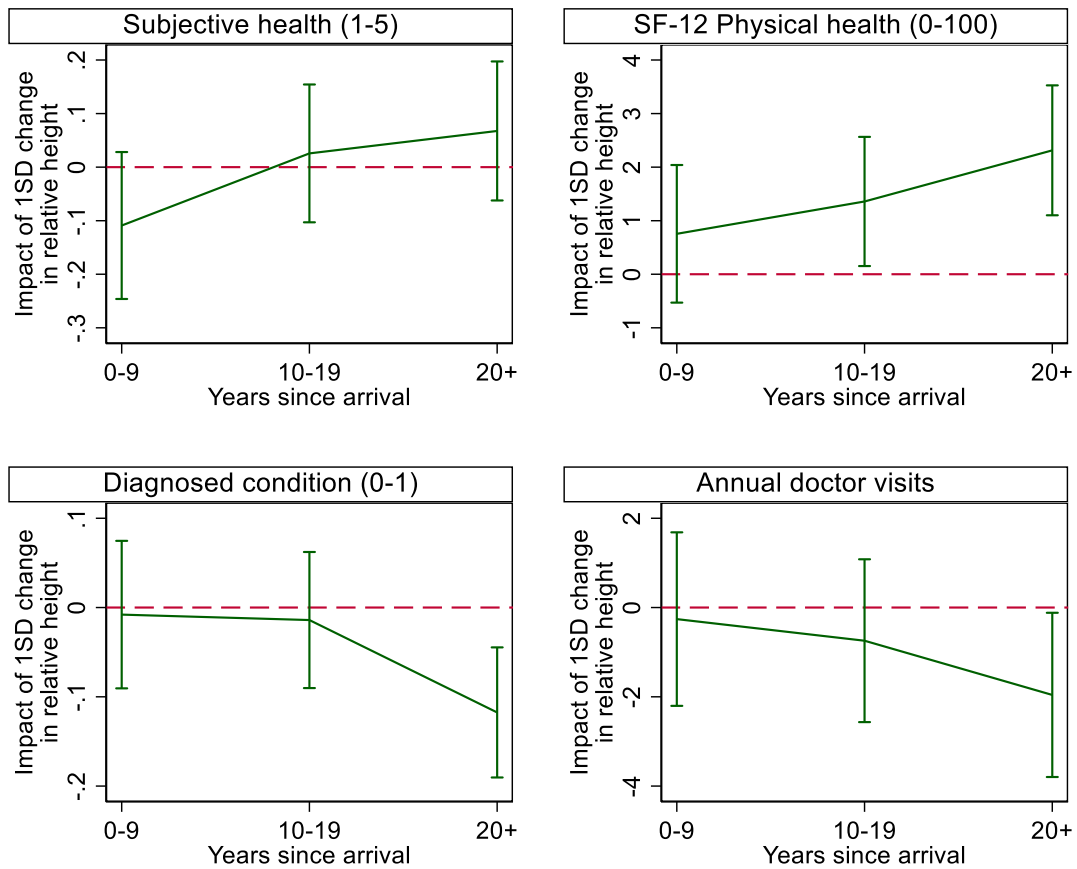 Subjective health (1-5)
Impact of 1SD change
in relative height
.2
.1
0
-.1
-.2
-.3
0-9
10-19
20+
Years since arrival
SF-12 Physical health (0-100)
Impact of 1SD change
in relative height
4
3
2
1
0
-1
0-9
10-19
20+
Years since arrival
Diagnosed condition (0-1)
Impact of 1SD change
in relative height
.1
0
-.1
-.2
0-9
10-19
20+
Years since arrival
Annual doctor visits
Impact of 1SD change
in relative height
2
0
-2
-4
0-9
10-19
20+
Years since arrival